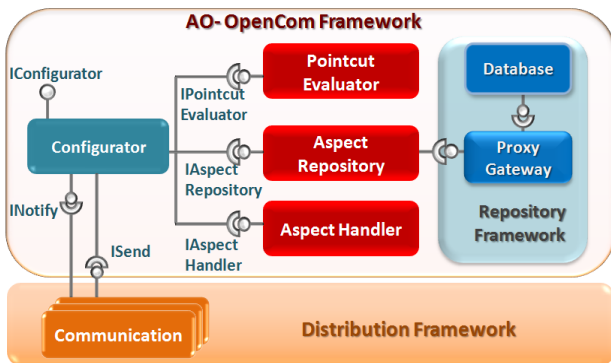 AO- OpenCom Framework
IConfigurator
IPointcut
Evaluator
Pointcut
Evaluator
Database
Configurator
Aspect
Repository
Proxy
Gateway
IAspect
Repository
INotify
ISend
IAspect
Handler
Aspect Handler
Repository
Framework
Communication
Distribution Framework